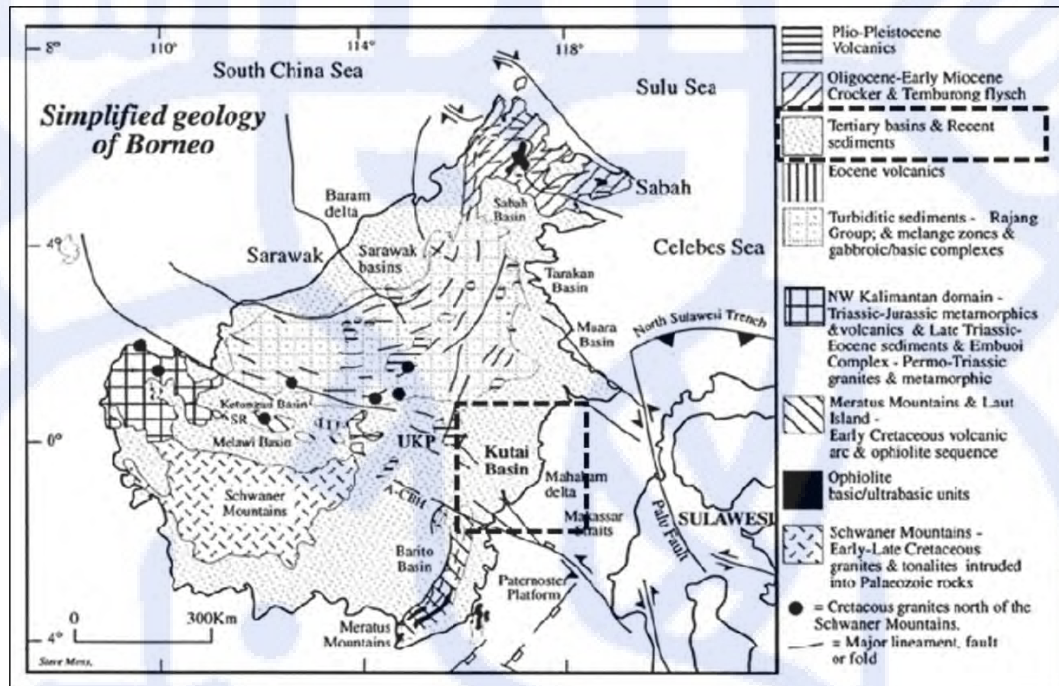 8°
110°
114°
118°
South China Sea
Sulu Sea
Simplified geology
of Borneo
Sabah
Baram
delta
Sabah
Basin
4°
Sarawak
Sarawak
basins
Celebes Sea
Tarakan
Basin
Muara
Basin
North Sulawesi Trench
Ketungau Basin
SR
Melawi Basin
0°
UKP
Kutai
Basin
Mahakam
delta
Schwaner
Mountains
A-CBH
Makassar
Straits
SULAWESI
Palu Fault
Barito
Basin
Paternoster
Platform
0
300Km
Meratus
Mountains
4°
110°
114°
118°
Plio-Pleistocene
Volcanics
Oligocene-Early Miocene
Crocker & Temburong flysch
Tertiary basins & Recent
sediments
Eocene volcanics
Turbiditic sediments - Rajang
Group; & melange zones &
gabbroic/basic complexes
NW Kalimantan domain -
Triassic-Jurassic metamorphics
&volcanics & Late Triassic-
Eocene sediments & Embuoi
Complex - Permo-Triassic
granites & metamorphic
Meratus Mountains & Laut
Island -
Early Cretaceous volcanic
arc & ophiolite sequence
Ophiolite
basic/ultrabasic units
Schwaner Mountains -
Early-Late Cretaceous
granites & tonalites intruded
into Palaeozoic rocks
= Cretacous granites north of the
Schwaner Mountains.
= Major lineament, fault
or fold